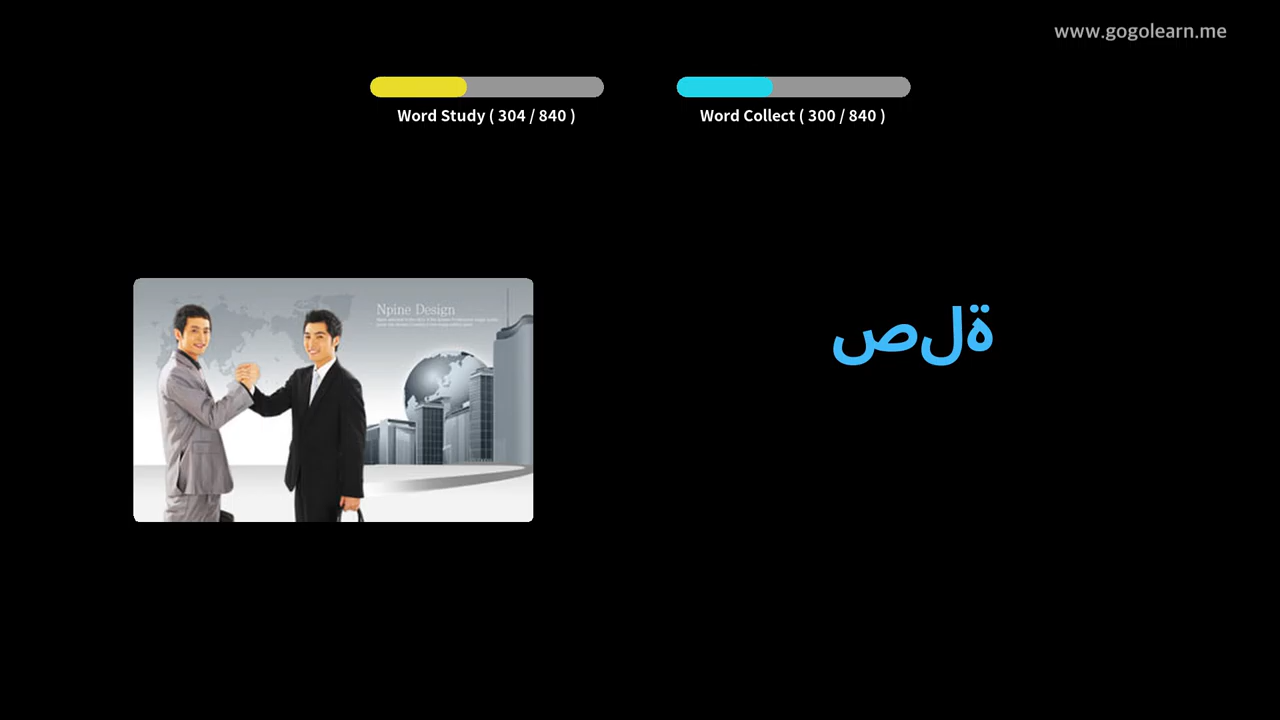 www.gogolearn.me
Word Study ( 304 / 840 )
Word Collect ( 300 / 840 )
Npine Design
صلة